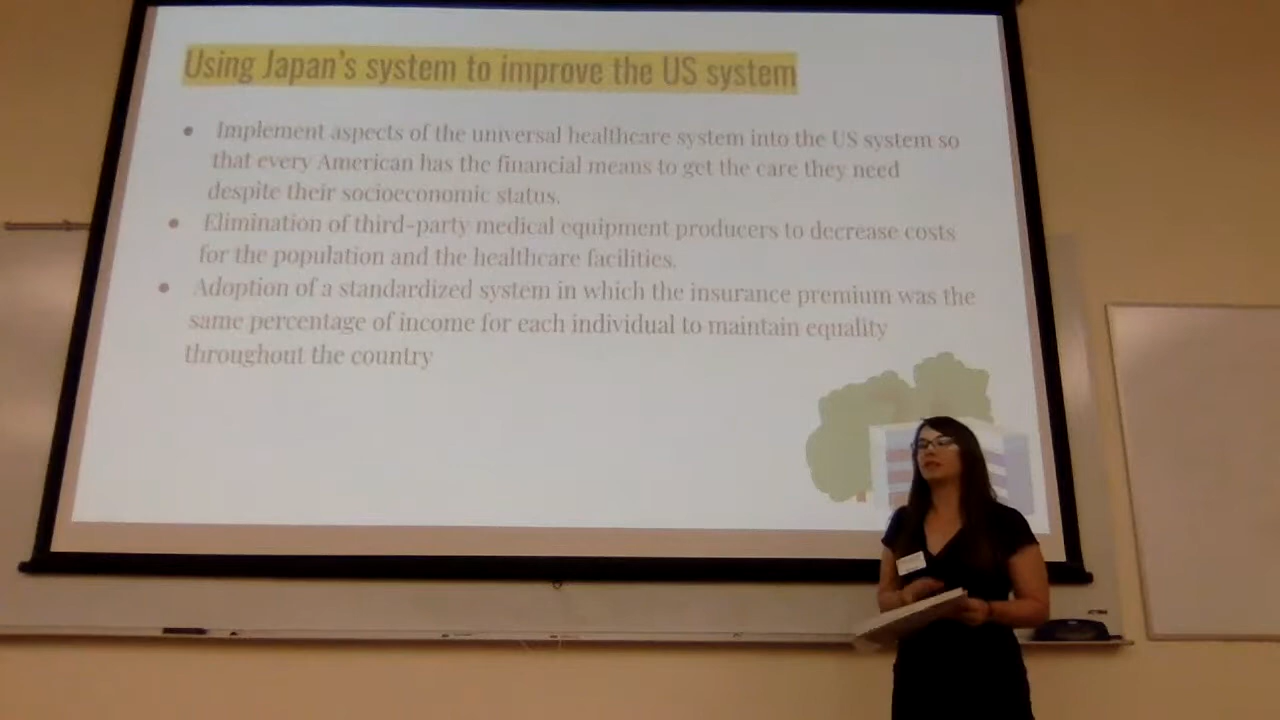 Using Japan's system to improve the US system
● Implement aspects of the universal healthcare system into the US system so
that every American has the financial means to get the care they need
despite their socioeconomic status.
● Elimination of third-party medical equipment producers to decrease costs
for the population and the healthcare facilities.
● Adoption of a standardized system in which the insurance premium was the
same percentage of income for each individual to maintain equality
throughout the country